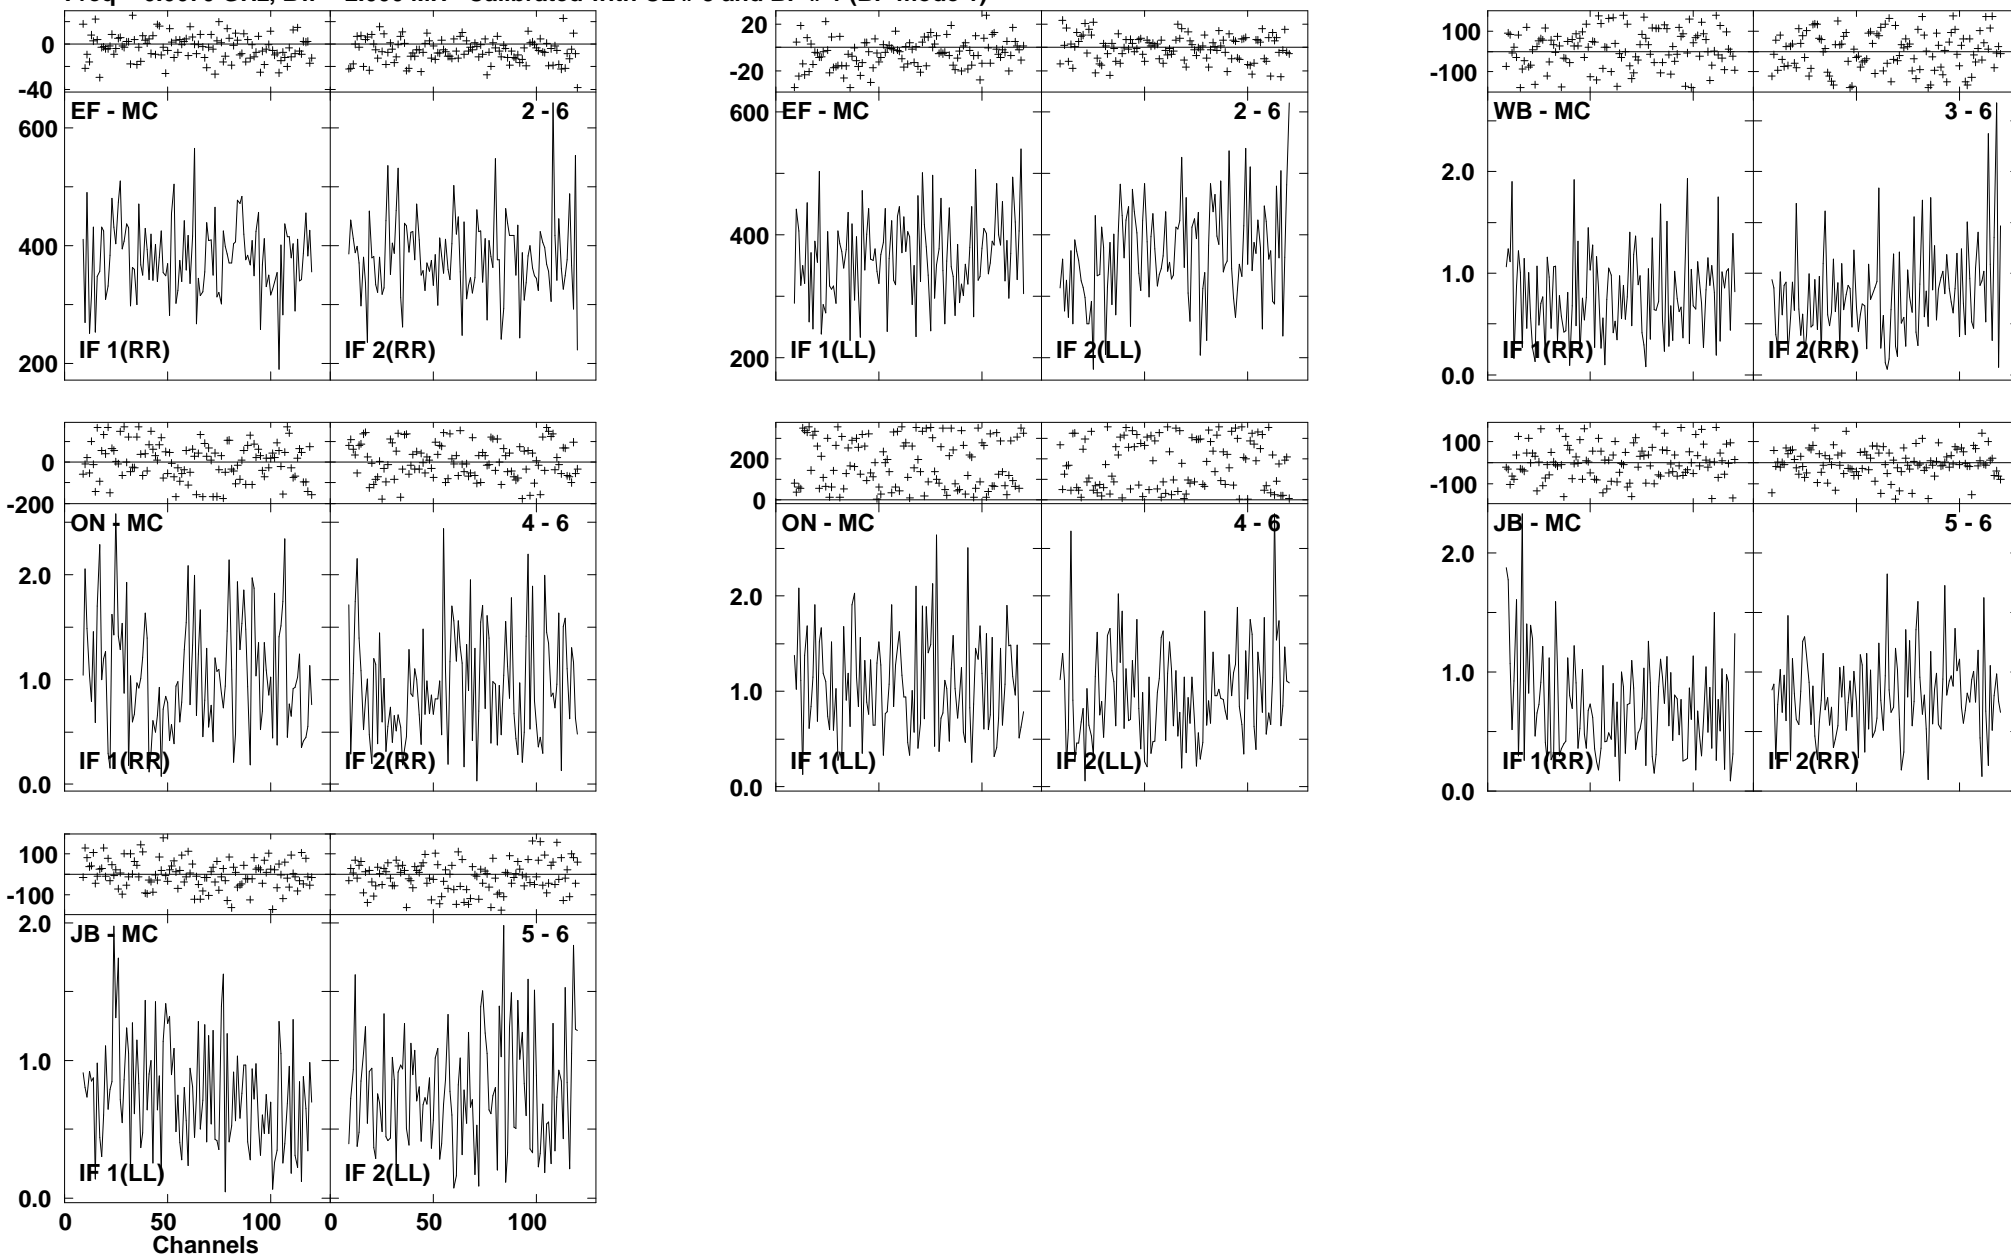 0
-40
EF - MC
2 - 6
600
400
200
IF 1(RR)
IF 2(RR)
20
-20
EF - MC
2 - 6
600
400
200
IF 1(LL)
IF 2(LL)
100
-100
WB - MC
3 - 6
2.0
1.0
0.0
IF 1(RR)
IF 2(RR)
0
-200
ON - MC
4 - 6
2.0
1.0
0.0
IF 1(RR)
IF 2(RR)
200
0
ON - MC
4 - 6
2.0
1.0
0.0
IF 1(LL)
IF 2(LL)
100
-100
JB - MC
5 - 6
2.0
1.0
0.0
IF 1(RR)
IF 2(RR)
100
-100
JB - MC
5 - 6
2.0
1.0
0.0
IF 1(LL)
IF 2(LL)
0 50 100 0 50 100
Channels